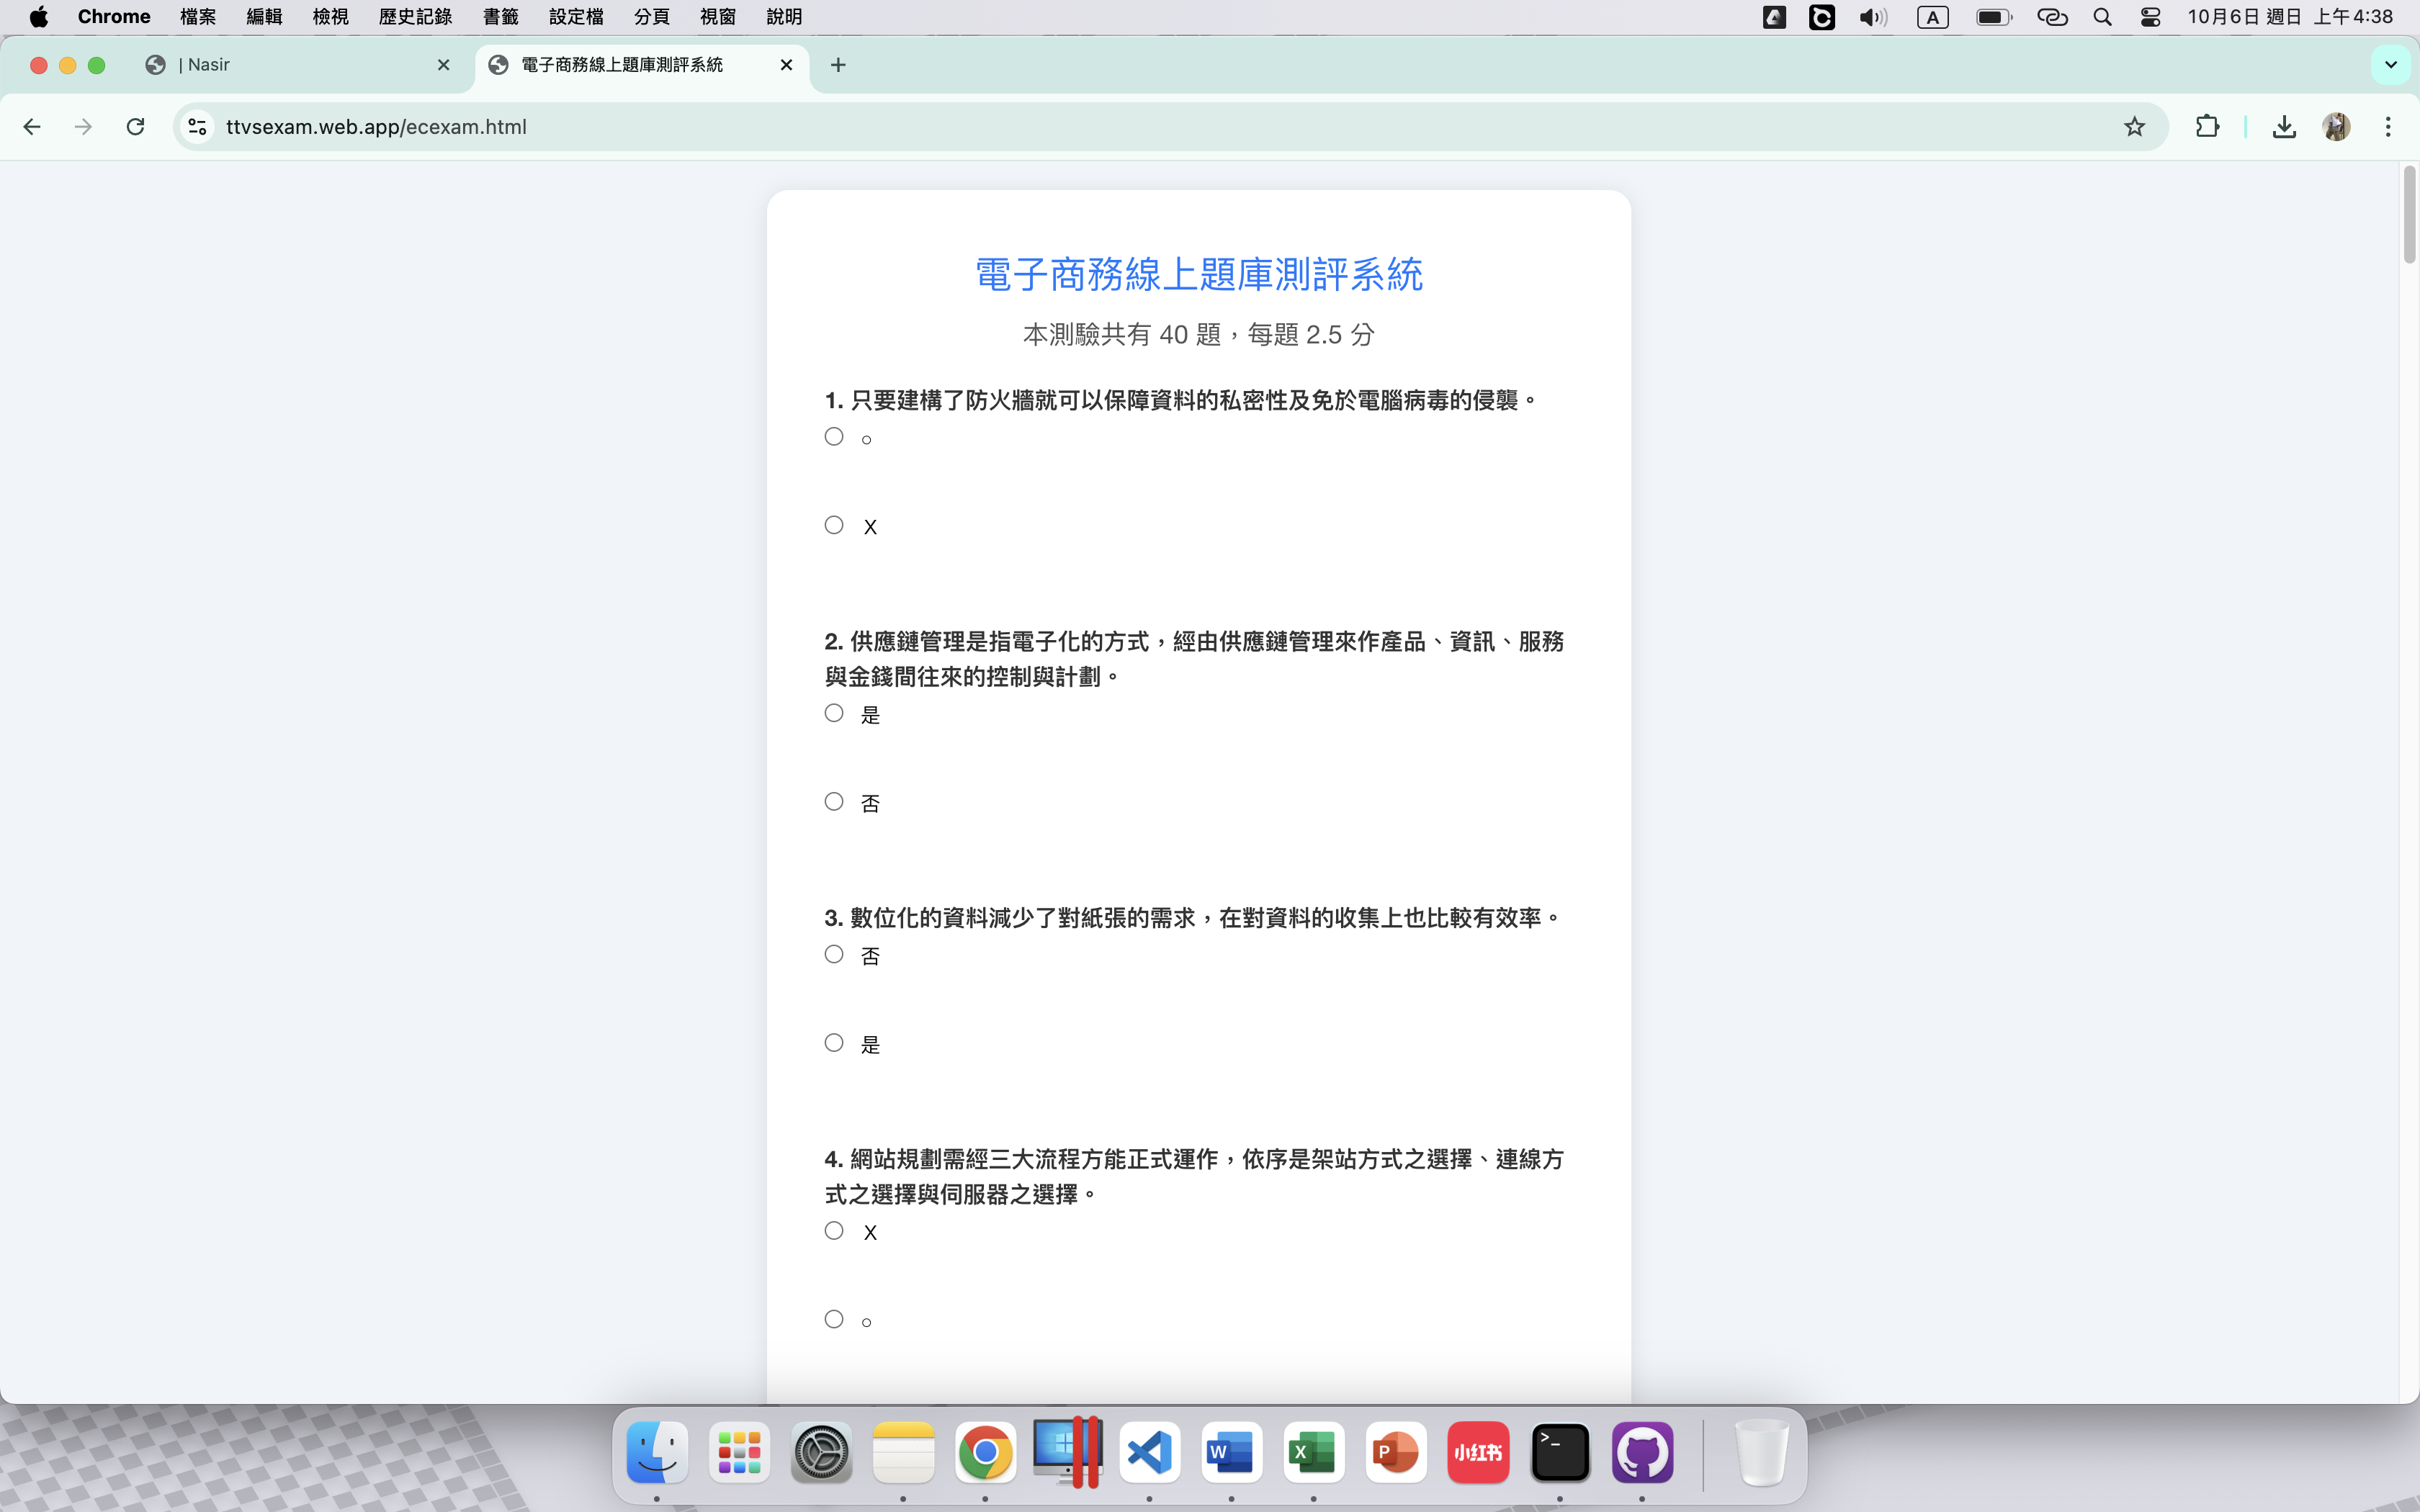 Chrome 檔案 編輯 檢視 歷史記錄 書籤 設定檔 分頁 視窗 說明 A 10月6日 週日 上午4:38
| Nasir 電子商務線上題庫測評系統
ttvsexam.web.app/ecexam.html
電子商務線上題庫測評系統
本測驗共有 40 題，每題 2.5 分
1. 只要建構了防火牆就可以保障資料的私密性及免於電腦病毒的侵襲。
○
X
2. 供應鏈管理是指電子化的方式，經由供應鏈管理來作產品、資訊、服務
與金錢間往來的控制與計劃。
是
否
3. 數位化的資料減少了對紙張的需求，在對資料的收集上也比較有效率。
否
是
4. 網站規劃需經三大流程方能正式運作，依序是架站方式之選擇、連線方
式之選擇與伺服器之選擇。
X
○
W X P 小红书 >_